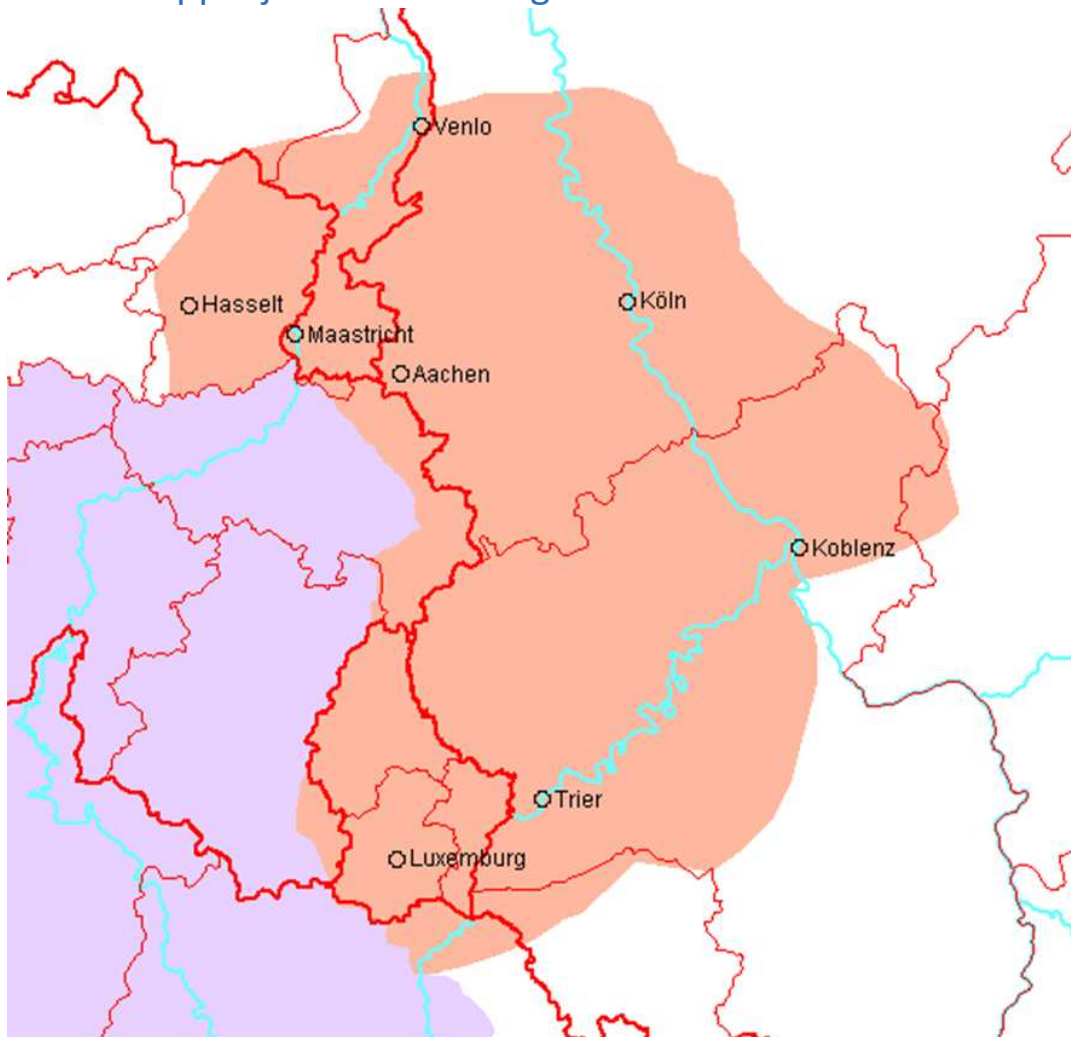 Venlo
Hasselt
Köln
Maastricht
Aachen
Koblenz
Trier
Luxemburg